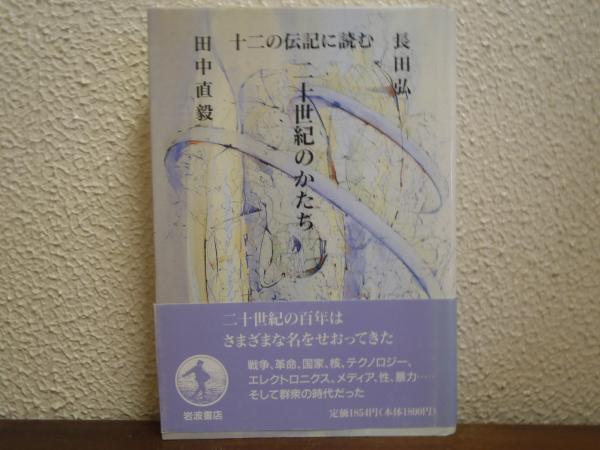 十二の伝記に読む
二十世紀のかたち
長田弘
田中直毅
二十世紀の百年は
さまざまな名をせおってきた
戦争、革命、国家、核、テクノロジー、
エレクトロニクス、メディア、性、暴力……
そして群衆の時代だった
岩波書店
定価1854円(本体1800円)